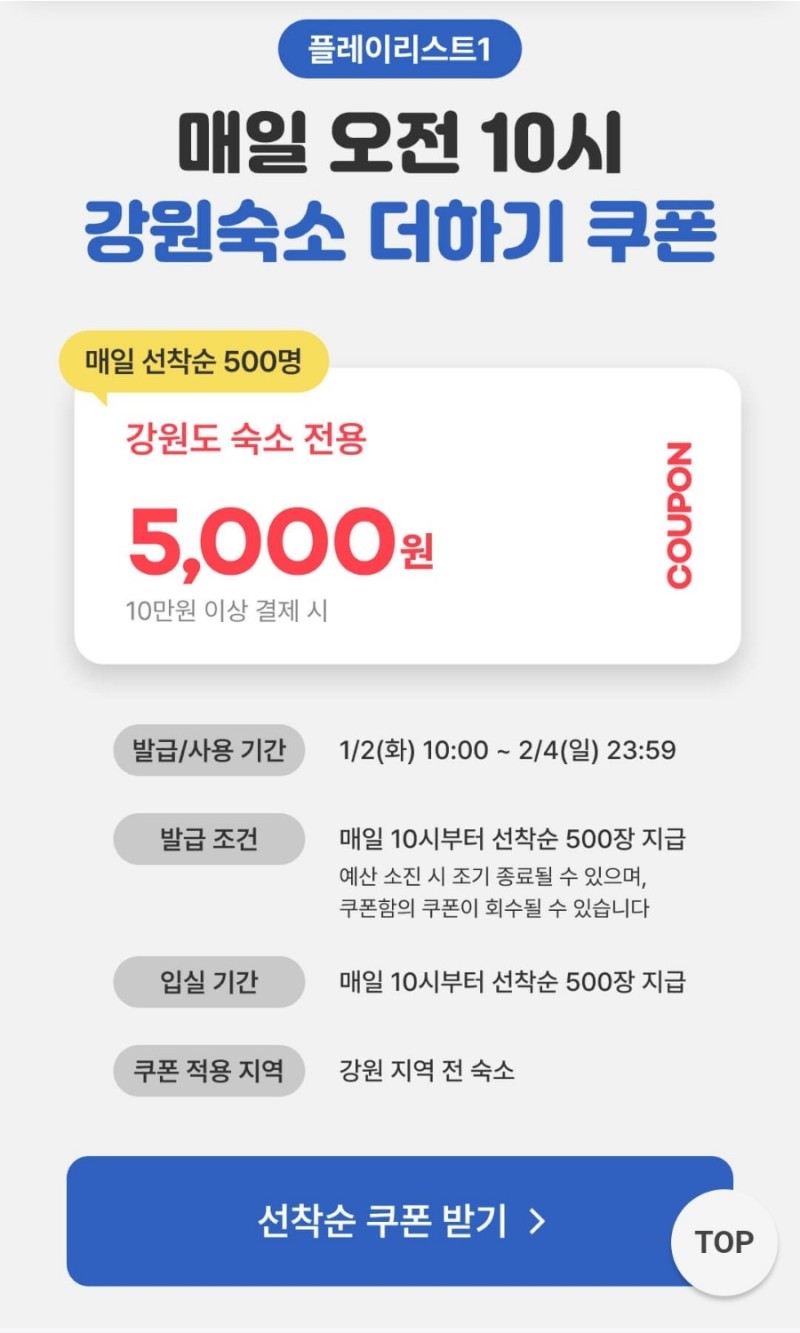 플레이리스트1
매일 오전 10시
강원숙소 더하기 쿠폰
매일 선착순 500명
강원도 숙소 전용
5,000원
10만원 이상 결제 시
COUPON
발급/사용 기간 1/2(화) 10:00 ~ 2/4(일) 23:59
발급 조건 매일 10시부터 선착순 500장 지급
예산 소진 시 조기 종료될 수 있으며,
쿠폰함의 쿠폰이 회수될 수 있습니다
입실 기간 매일 10시부터 선착순 500장 지급
쿠폰 적용 지역 강원 지역 전 숙소
선착순 쿠폰 받기 >
TOP